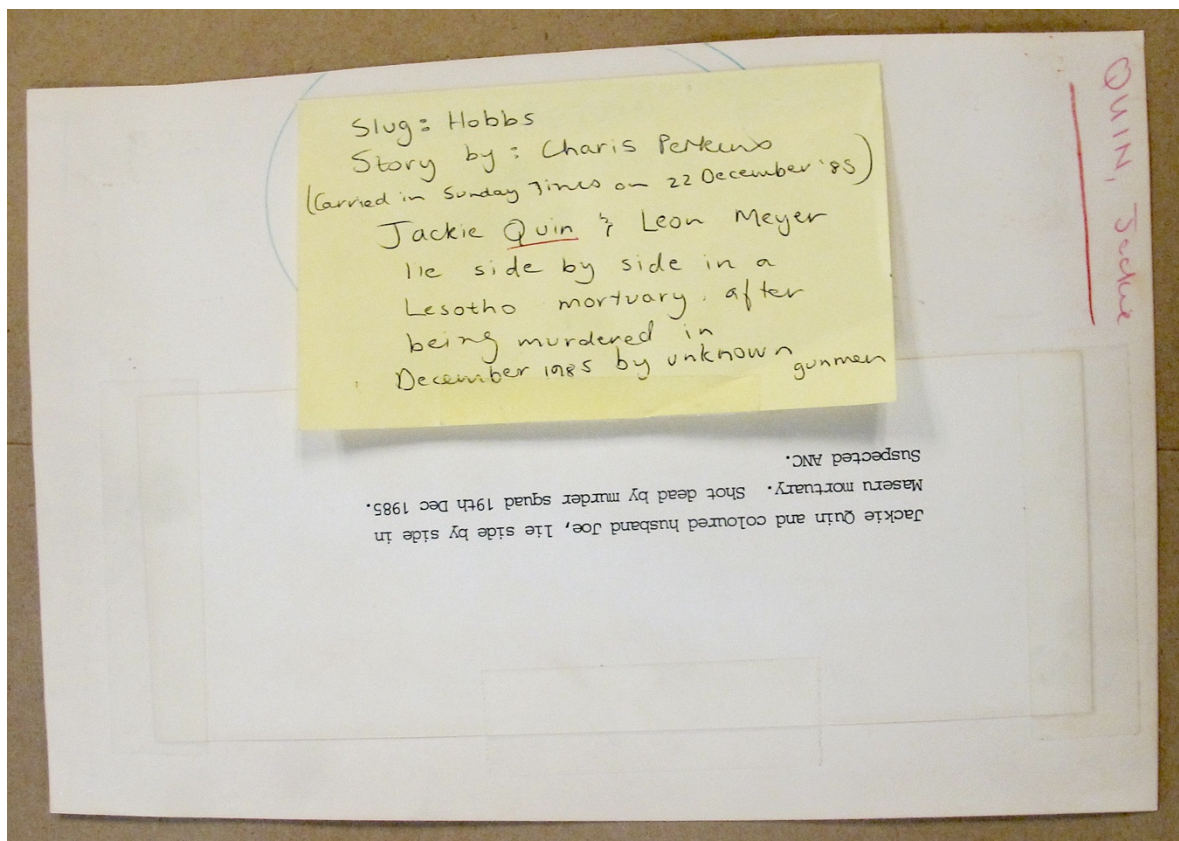 Slug: Hobbs
Story by: Charis Perkins
(Carried in Sunday Times on 22 December '85)
Jackie Quin & Leon Meyer
lie side by side in a
Lesotho mortuary. after
being murdered in
December 1985 by unknown gunmen
QUIN, Jackie
Jackie Quin and coloured husband Joe, lie side by side in
Maseru mortuary. Shot dead by murder squad 19th Dec 1985.
Suspected ANC.